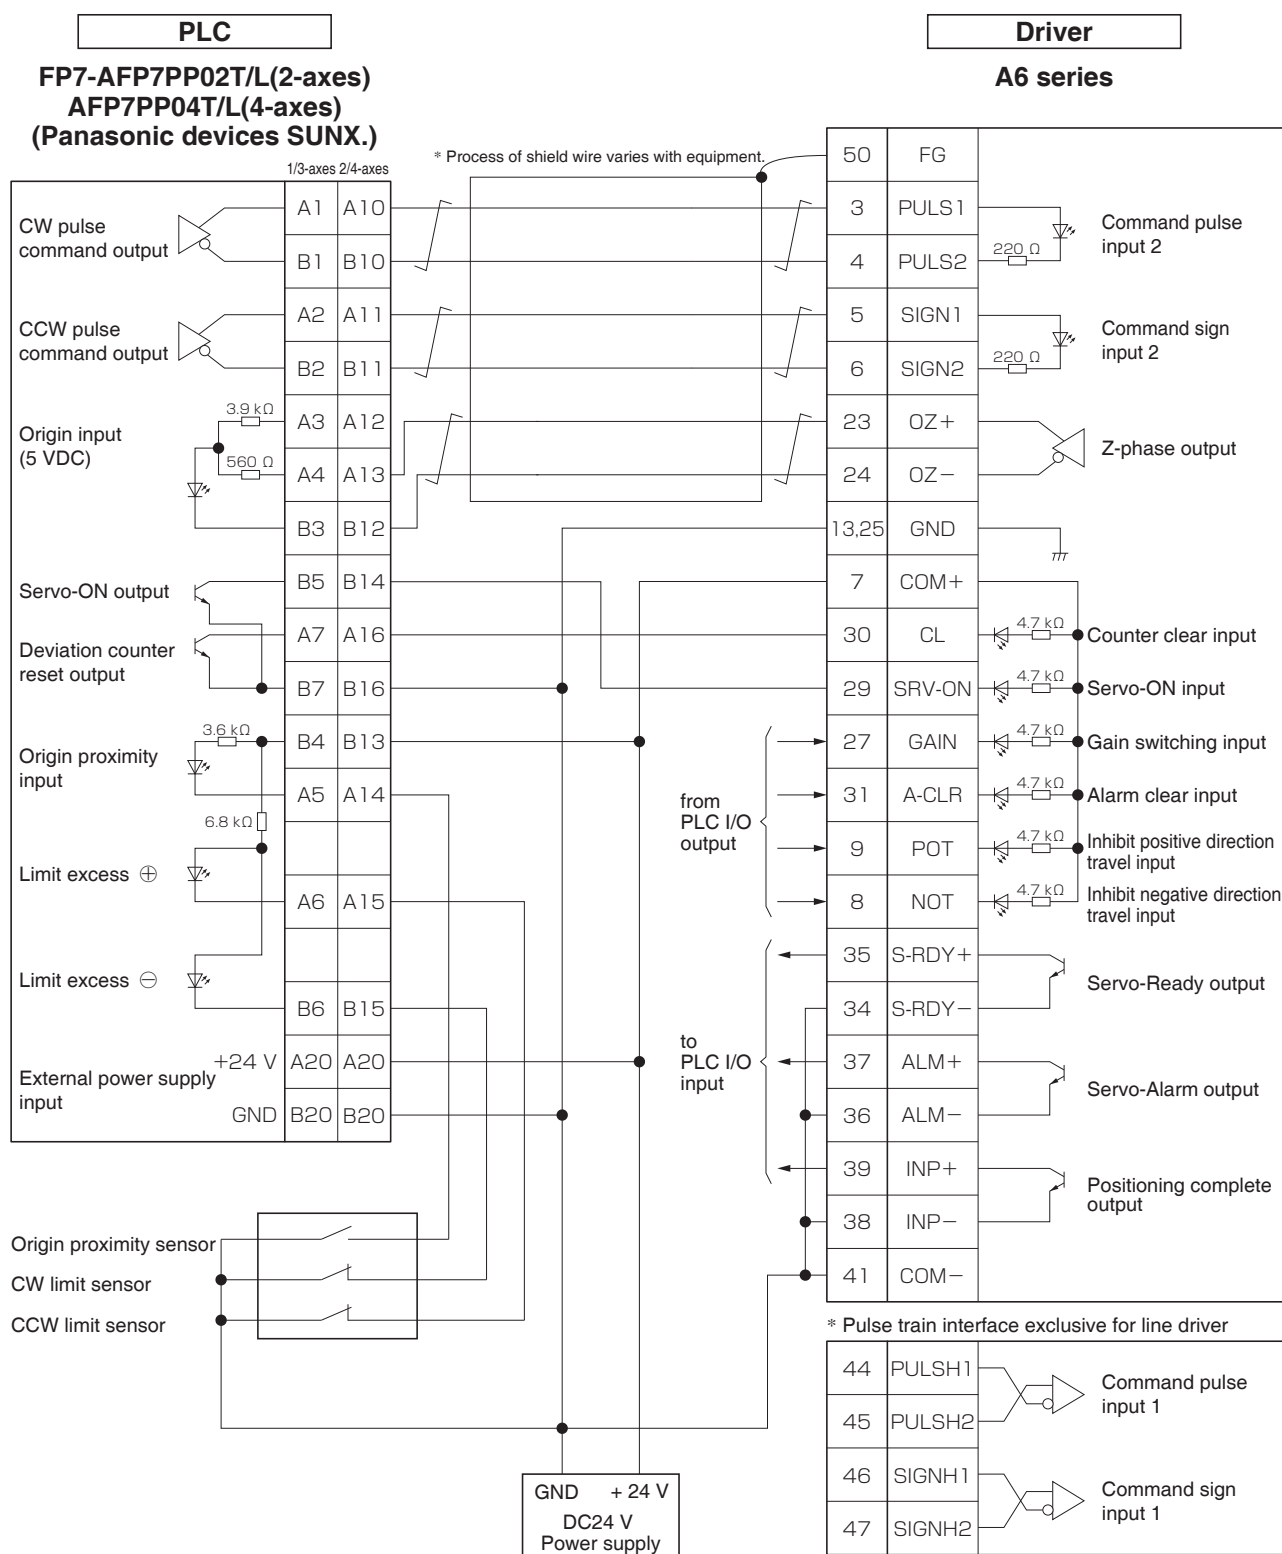 PLC
Driver
FP7-AFP7PP02T/L(2-axes)
AFP7PP04T/L(4-axes)
(Panasonic devices SUNX.)
A6 series
* Process of shield wire varies with equipment.
1/3-axes 2/4-axes
CW pulse
command output
A1 A10
B1 B10
CCW pulse
command output
A2 A11
B2 B11
Origin input
(5 VDC)
3.9 kΩ
560 Ω
A3 A12
A4 A13
B3 B12
Servo-ON output
B5 B14
Deviation counter
reset output
A7 A16
B7 B16
Origin proximity
input
3.6 kΩ
B4 B13
A5 A14
6.8 kΩ
Limit excess ⊕
A6 A15
Limit excess ⊖
B6 B15
External power supply
input
+24 V A20 A20
GND B20 B20
Origin proximity sensor
CW limit sensor
CCW limit sensor
from
PLC I/O
output
to
PLC I/O
input
GND + 24 V
DC24 V
Power supply
50 FG
3 PULS1
4 PULS2
220 Ω
Command pulse
input 2
5 SIGN1
6 SIGN2
220 Ω
Command sign
input 2
23 OZ+
24 OZ−
Z-phase output
13,25 GND
7 COM+
30 CL 4.7 kΩ Counter clear input
29 SRV-ON 4.7 kΩ Servo-ON input
27 GAIN 4.7 kΩ Gain switching input
31 A-CLR 4.7 kΩ Alarm clear input
9 POT 4.7 kΩ Inhibit positive direction
travel input
8 NOT 4.7 kΩ Inhibit negative direction
travel input
35 S-RDY+
34 S-RDY−
Servo-Ready output
37 ALM+
36 ALM−
Servo-Alarm output
39 INP+
38 INP−
Positioning complete
output
41 COM−
* Pulse train interface exclusive for line driver
44 PULSH1
45 PULSH2
Command pulse
input 1
46 SIGNH1
47 SIGNH2
Command sign
input 1